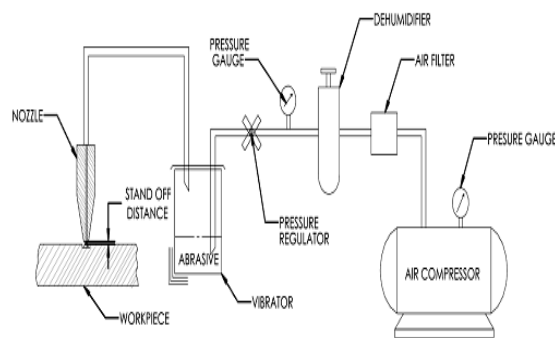 DEHUMIDIFIER
PRESSURE
GAUGE
AIR FILTER
NOZZLE
PRESURE GAUGE
STAND OFF
DISTANCE
PRESSURE
REGULATOR
ABRASIVE
AIR COMPRESSOR
VIBRATOR
WORKPIECE